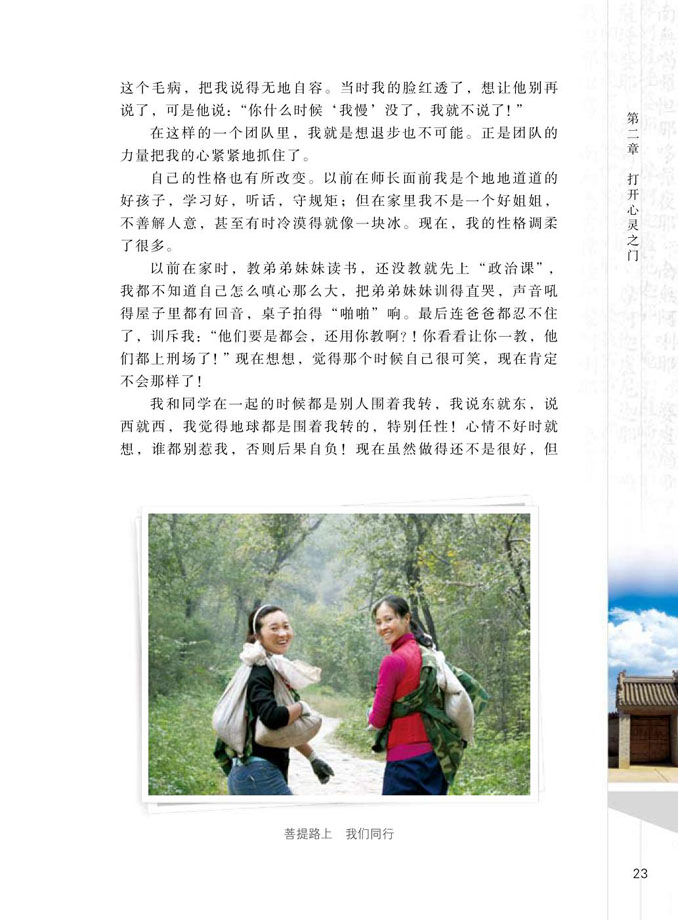 这个毛病，把我说得无地自容。当时我的脸红透了，想让他别再
说了，可是他说：“你什么时候‘我慢’没了，我就不说了！”
在这样的一个团队里，我就是想退步也不可能。正是团队的
力量把我的心紧紧地抓住了。
自己的性格也有所改变。以前在师长面前我是个地地道道的
好孩子，学习好，听话，守规矩；但在家里我不是一个好姐姐，
不善解人意，甚至有时冷漠得就像一块冰。现在，我的性格调柔
了很多。
以前在家时，教弟弟妹妹读书，还没教就先上“政治课”，
我都不知道自己怎么嗔心那么大，把弟弟妹妹训得直哭，声音吼
得屋子里都有回音，桌子拍得“啪啪”响。最后连爸爸都忍不住
了，训斥我：“他们要是都会，还用你教啊？！你看看让你一教，他
们都上刑场了！”现在想想，觉得那个时候自己很可笑，现在肯定
不会那样了！
我和同学在一起的时候都是别人围着我转，我说东就东，说
西就西，我觉得地球都是围着我转的，特别任性！心情不好时就
想，谁都别惹我，否则后果自负！现在虽然做得还不是很好，但
菩提路上　我们同行
第二章　打开心灵之门
23